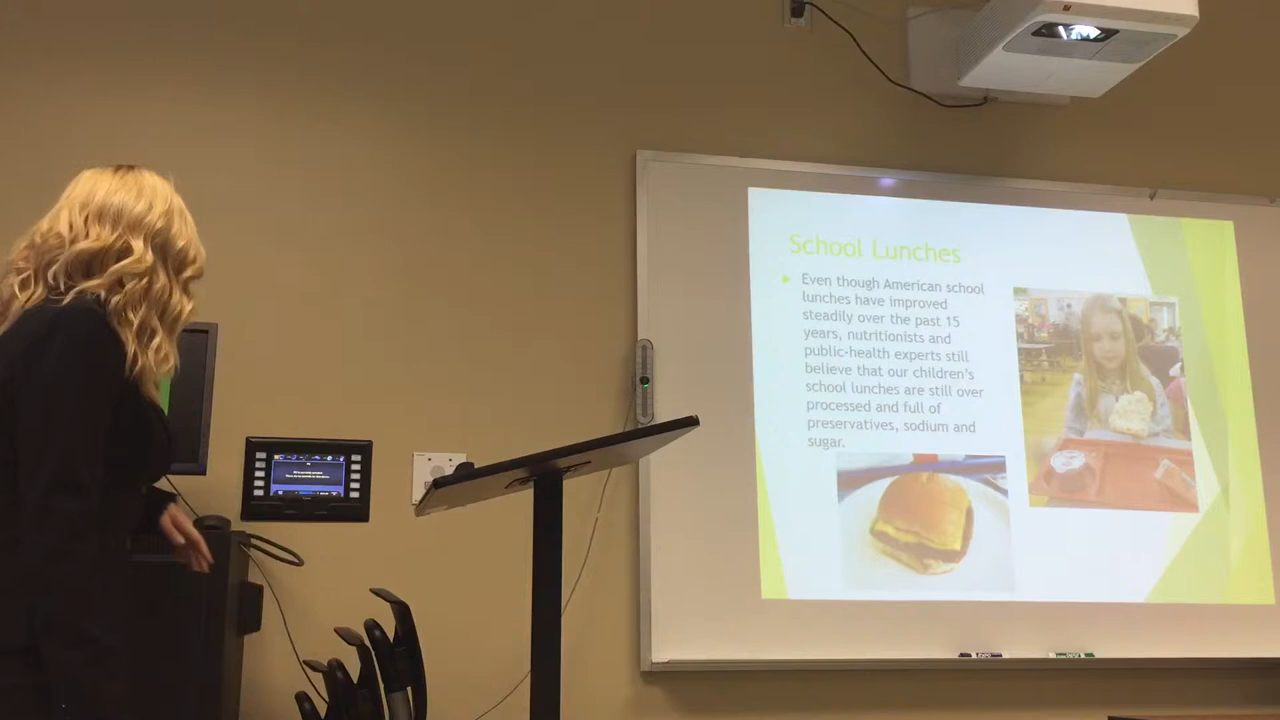 School Lunches
Even though American school
lunches have improved
steadily over the past 15
years, nutritionists and
public-health experts still
believe that our children's
school lunches are still over
processed and full of
preservatives, sodium and
sugar.
EXPO